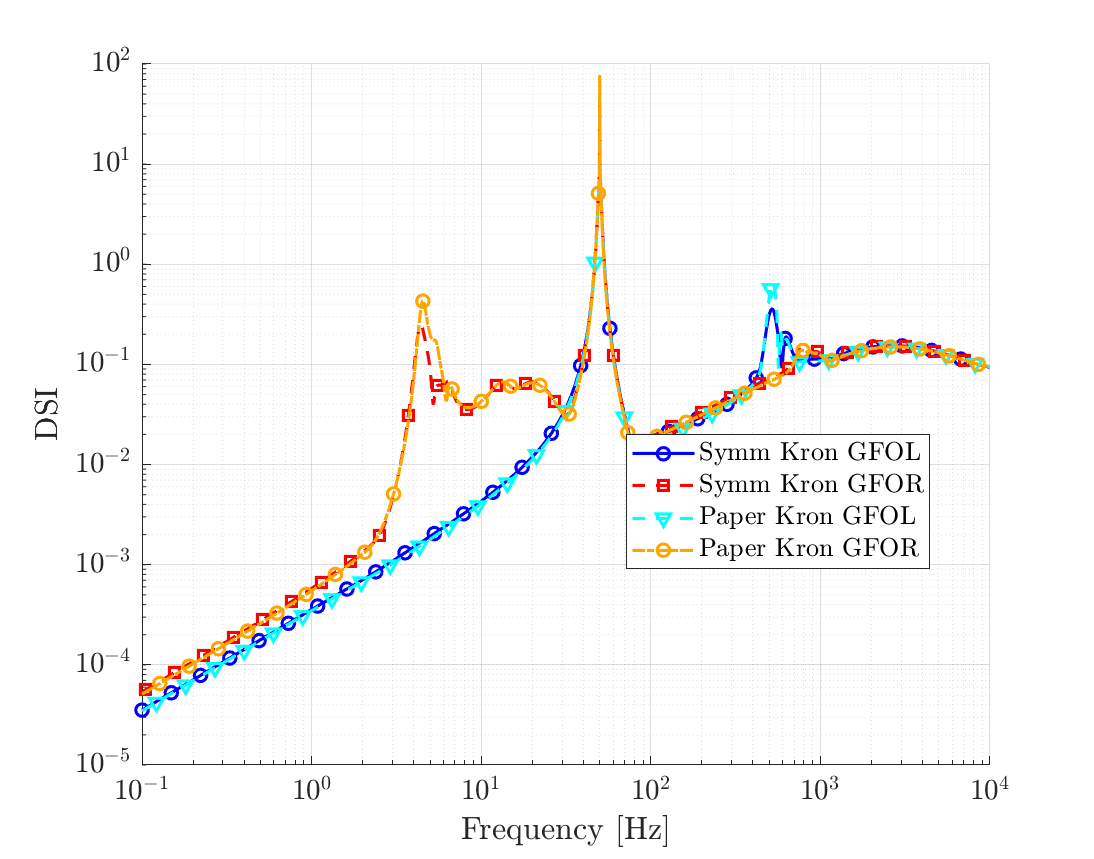 10^2
10^1
10^0
10^-1
10^-2
10^-3
10^-4
10^-5
DSI
Symm Kron GFOL
Symm Kron GFOR
Paper Kron GFOL
Paper Kron GFOR
10^-1 10^0 10^1 10^2 10^3 10^4
Frequency [Hz]